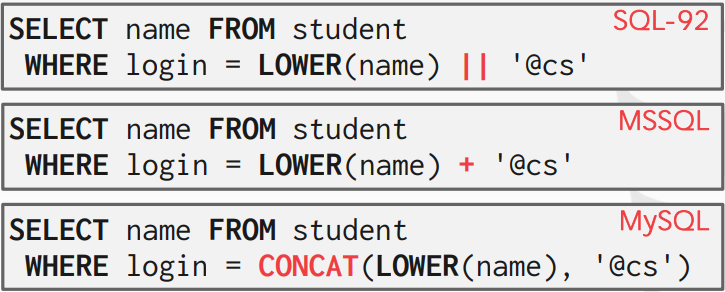 SELECT name FROM student SQL-92
WHERE login = LOWER(name) || '@cs'
SELECT name FROM student MSSQL
WHERE login = LOWER(name) + '@cs'
SELECT name FROM student MySQL
WHERE login = CONCAT(LOWER(name), '@cs')